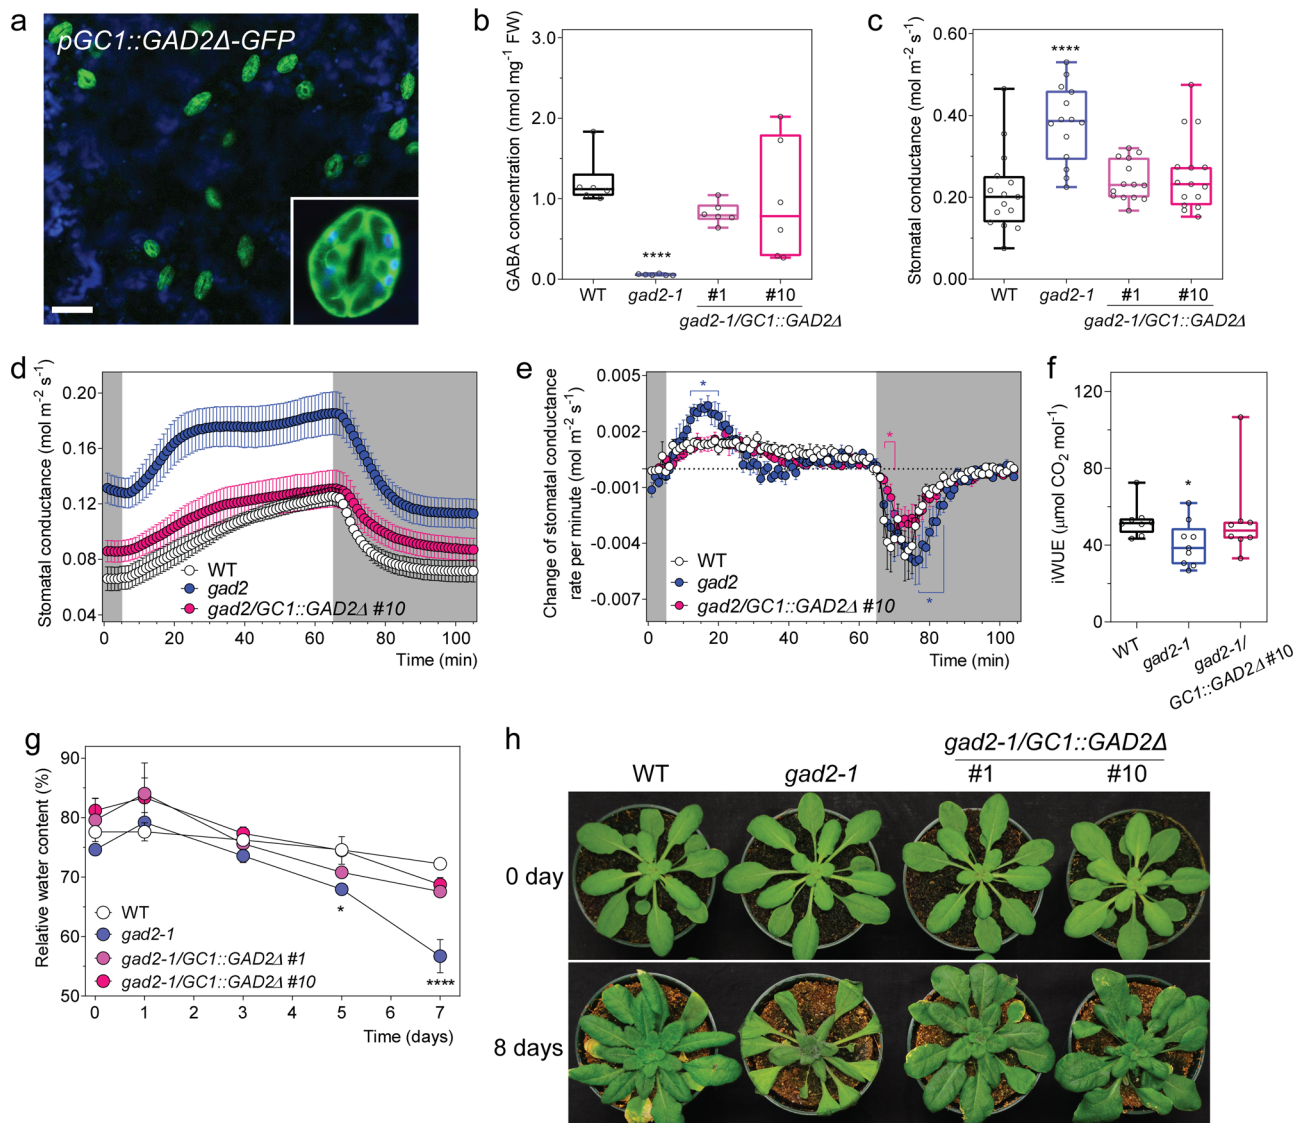 a
pGC1::GAD2Δ-GFP
b
GABA concentration (nmol mg⁻¹ FW)
3.0
2.0
1.0
0.0
****
WT
gad2-1
#1
#10
gad2-1/GC1::GAD2Δ
c
Stomatal conductance (mol m⁻² s⁻¹)
0.60
0.40
0.20
0.00
****
WT
gad2-1
#1
#10
gad2-1/GC1::GAD2Δ
d
Stomatal conductance (mol m⁻² s⁻¹)
0.20
0.16
0.12
0.08
0.04
WT
gad2
gad2/GC1::GAD2Δ #10
0
20
40
60
80
100
Time (min)
e
Change of stomatal conductance
rate per minute (mol m⁻² s⁻¹)
0.005
0.002
-0.001
-0.004
-0.007
*
*
*
WT
gad2
gad2/GC1::GAD2Δ #10
0
20
40
60
80
100
Time (min)
f
iWUE (µmol CO₂ mol⁻¹)
120
80
40
0
*
WT
gad2-1
gad2-1/
GC1::GAD2Δ #10
g
Relative water content (%)
90
80
70
60
50
WT
gad2-1
gad2-1/GC1::GAD2Δ #1
gad2-1/GC1::GAD2Δ #10
*
****
0
1
2
3
4
5
6
7
Time (days)
h
gad2-1/GC1::GAD2Δ
WT
gad2-1
#1
#10
0 day
8 days